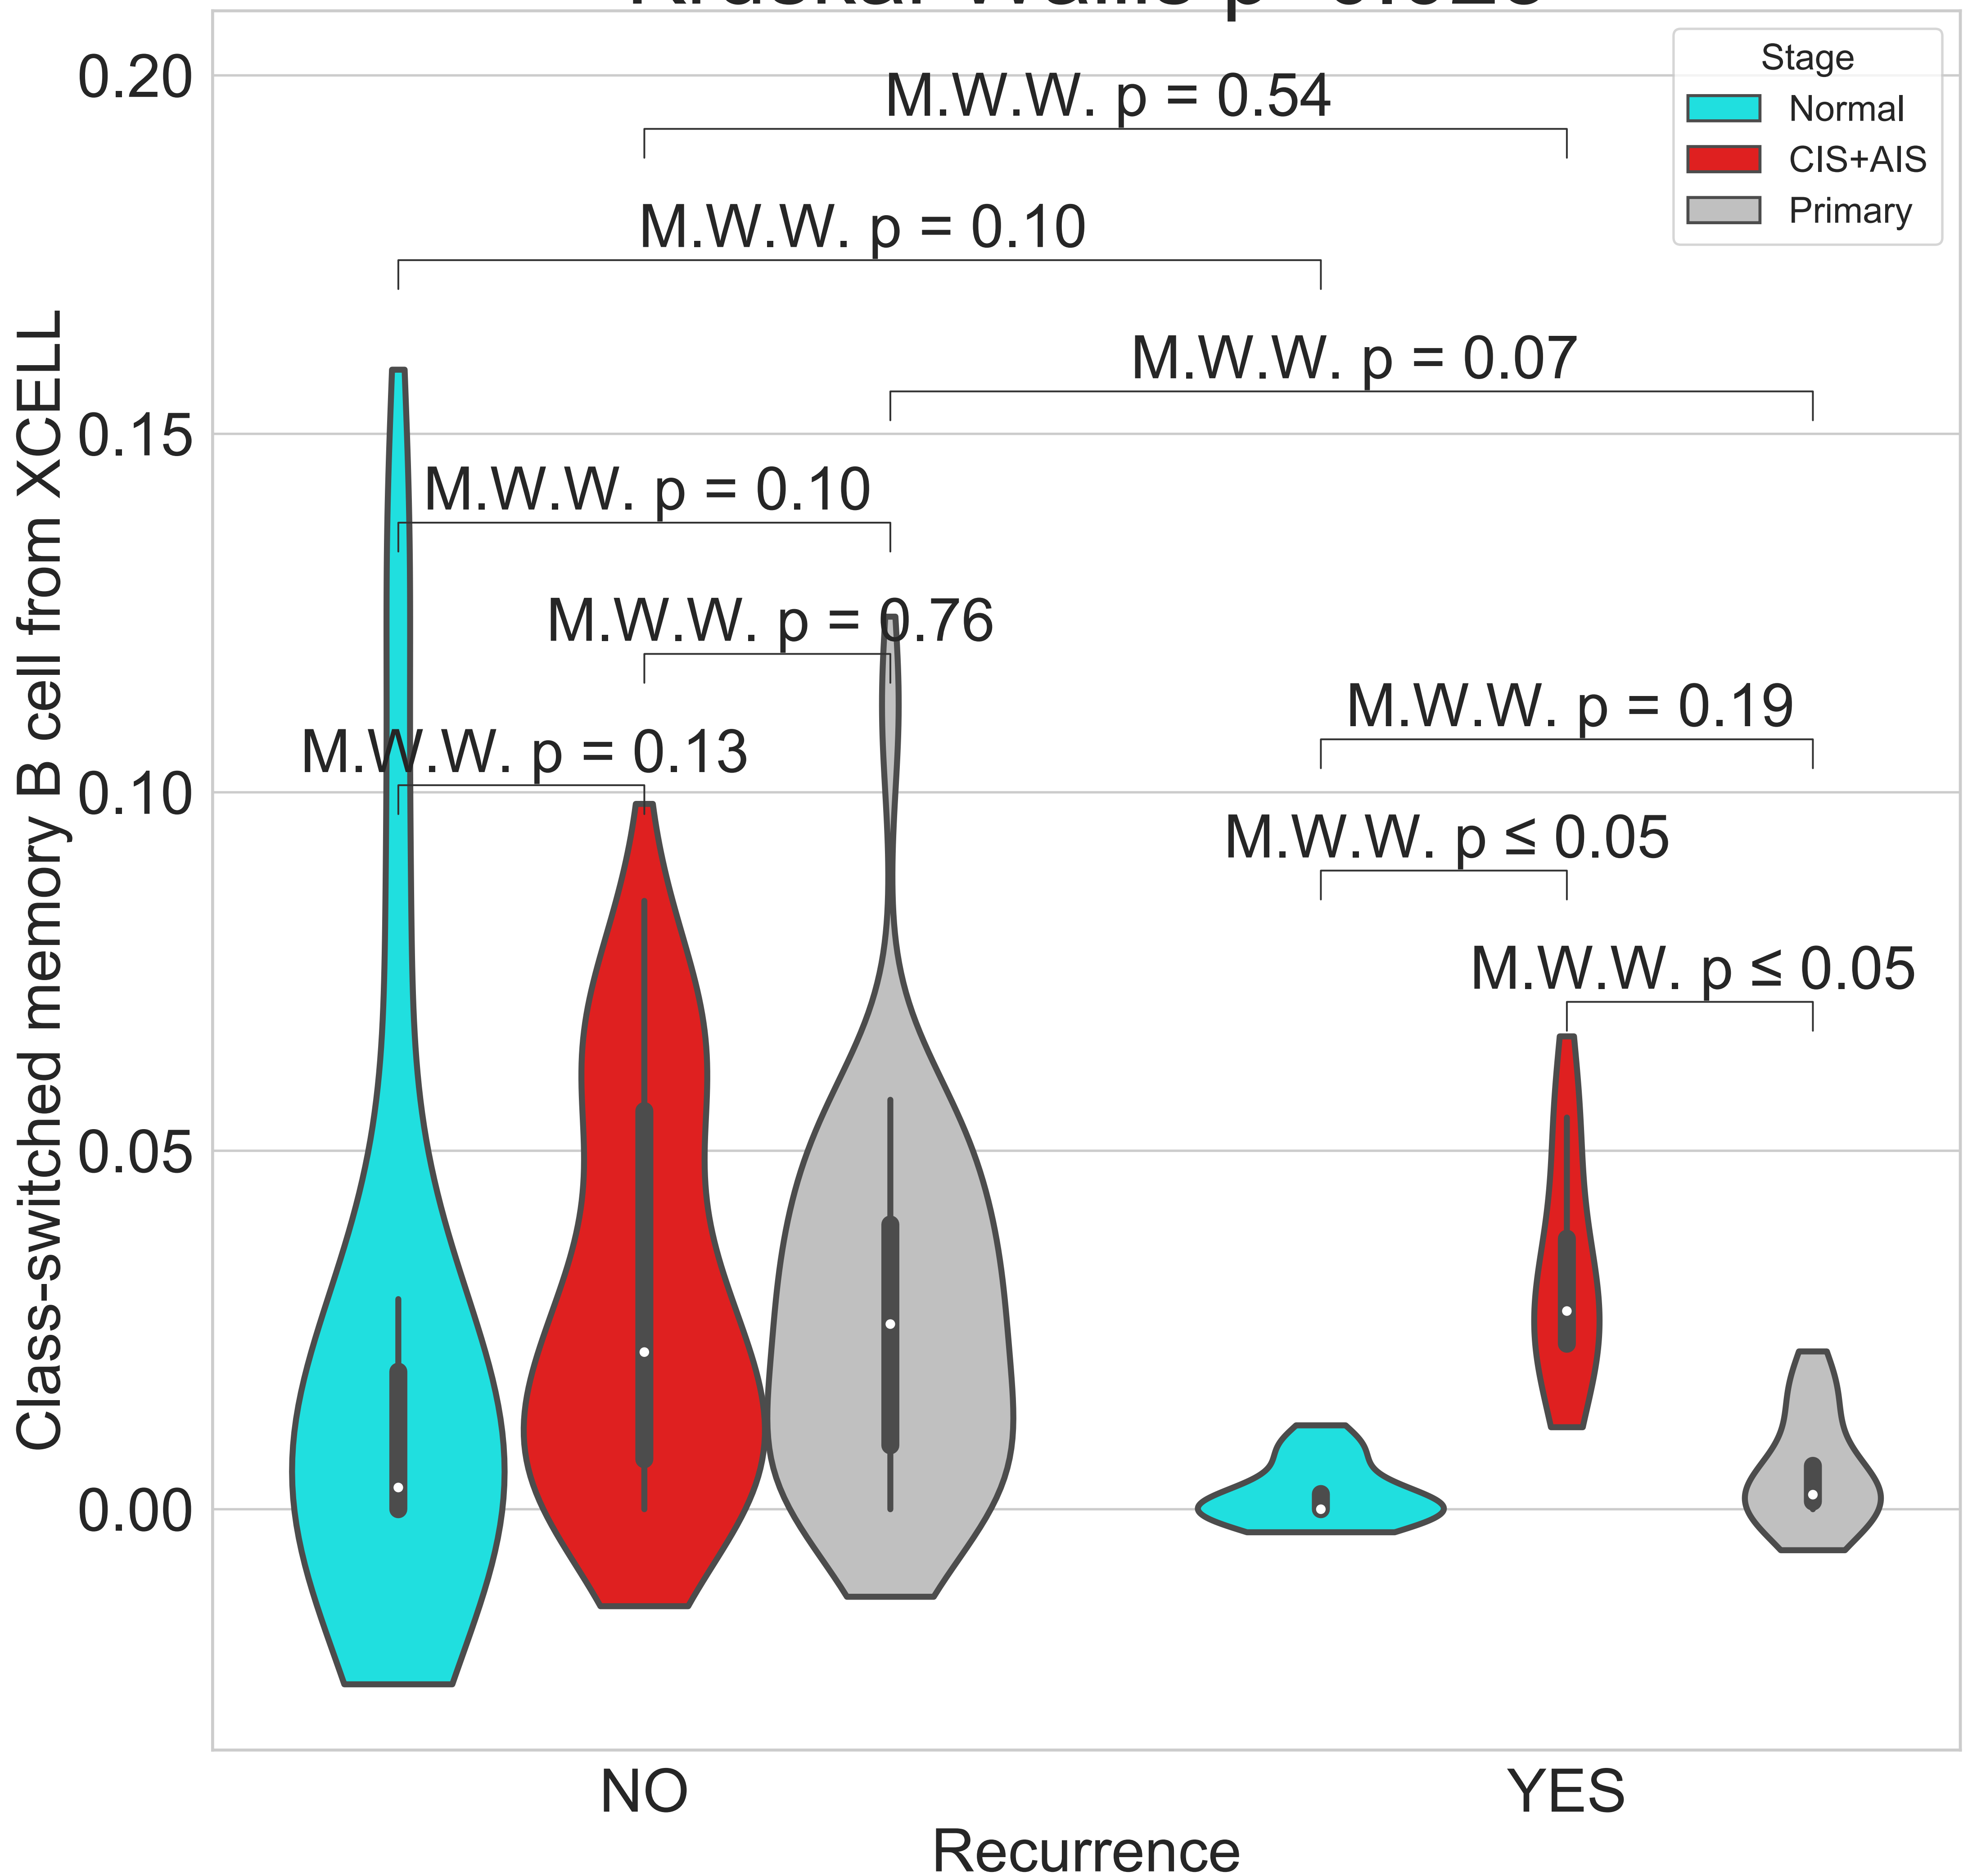 0.20
0.15
0.10
0.05
0.00
Class-switched memory B cell from XCELL
Stage
Normal
CIS+AIS
Primary
M.W.W. p = 0.54
M.W.W. p = 0.10
M.W.W. p = 0.07
M.W.W. p = 0.10
M.W.W. p = 0.76
M.W.W. p = 0.19
M.W.W. p = 0.13
M.W.W. p ≤ 0.05
M.W.W. p ≤ 0.05
NO
YES
Recurrence